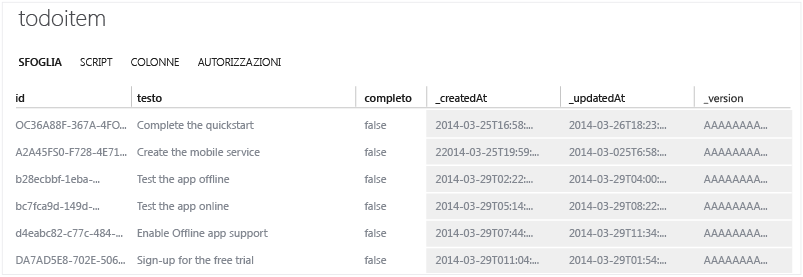 todoitem
SFOGLIA SCRIPT COLONNE AUTORIZZAZIONI
id testo completo _createdAt _updatedAt _version
OC36A88F-367A-4FO... Complete the quickstart false 2014-03-25T16:58:... 2014-03-26T18:23;... AAAAAAAA...
A2A45FS0-F728-4E71... Create the mobile service false 22014-03-25T19:59:... 2014-03-025T6:58;... AAAAAAAA...
b28ecbbf-1eba-... Test the app offline false 2014-03-29T02:22;... 2014-03-29T04:00;... AAAAAAAA...
bc7fca9d-149d-... Test the app online false 2014-03-29T05:14;... 2014-03-29T08:22;... AAAAAAAA...
d4eabc82-c77c-484-... Enable Offline app support false 2014-03-29T07:44;... 2014-03-29T11:34;... AAAAAAAA...
DA7AD5E8-702E-506... Sign-up for the free trial false 2014-03-29T011:04;... 2014-03-29T01:54;... AAAAAAAA...